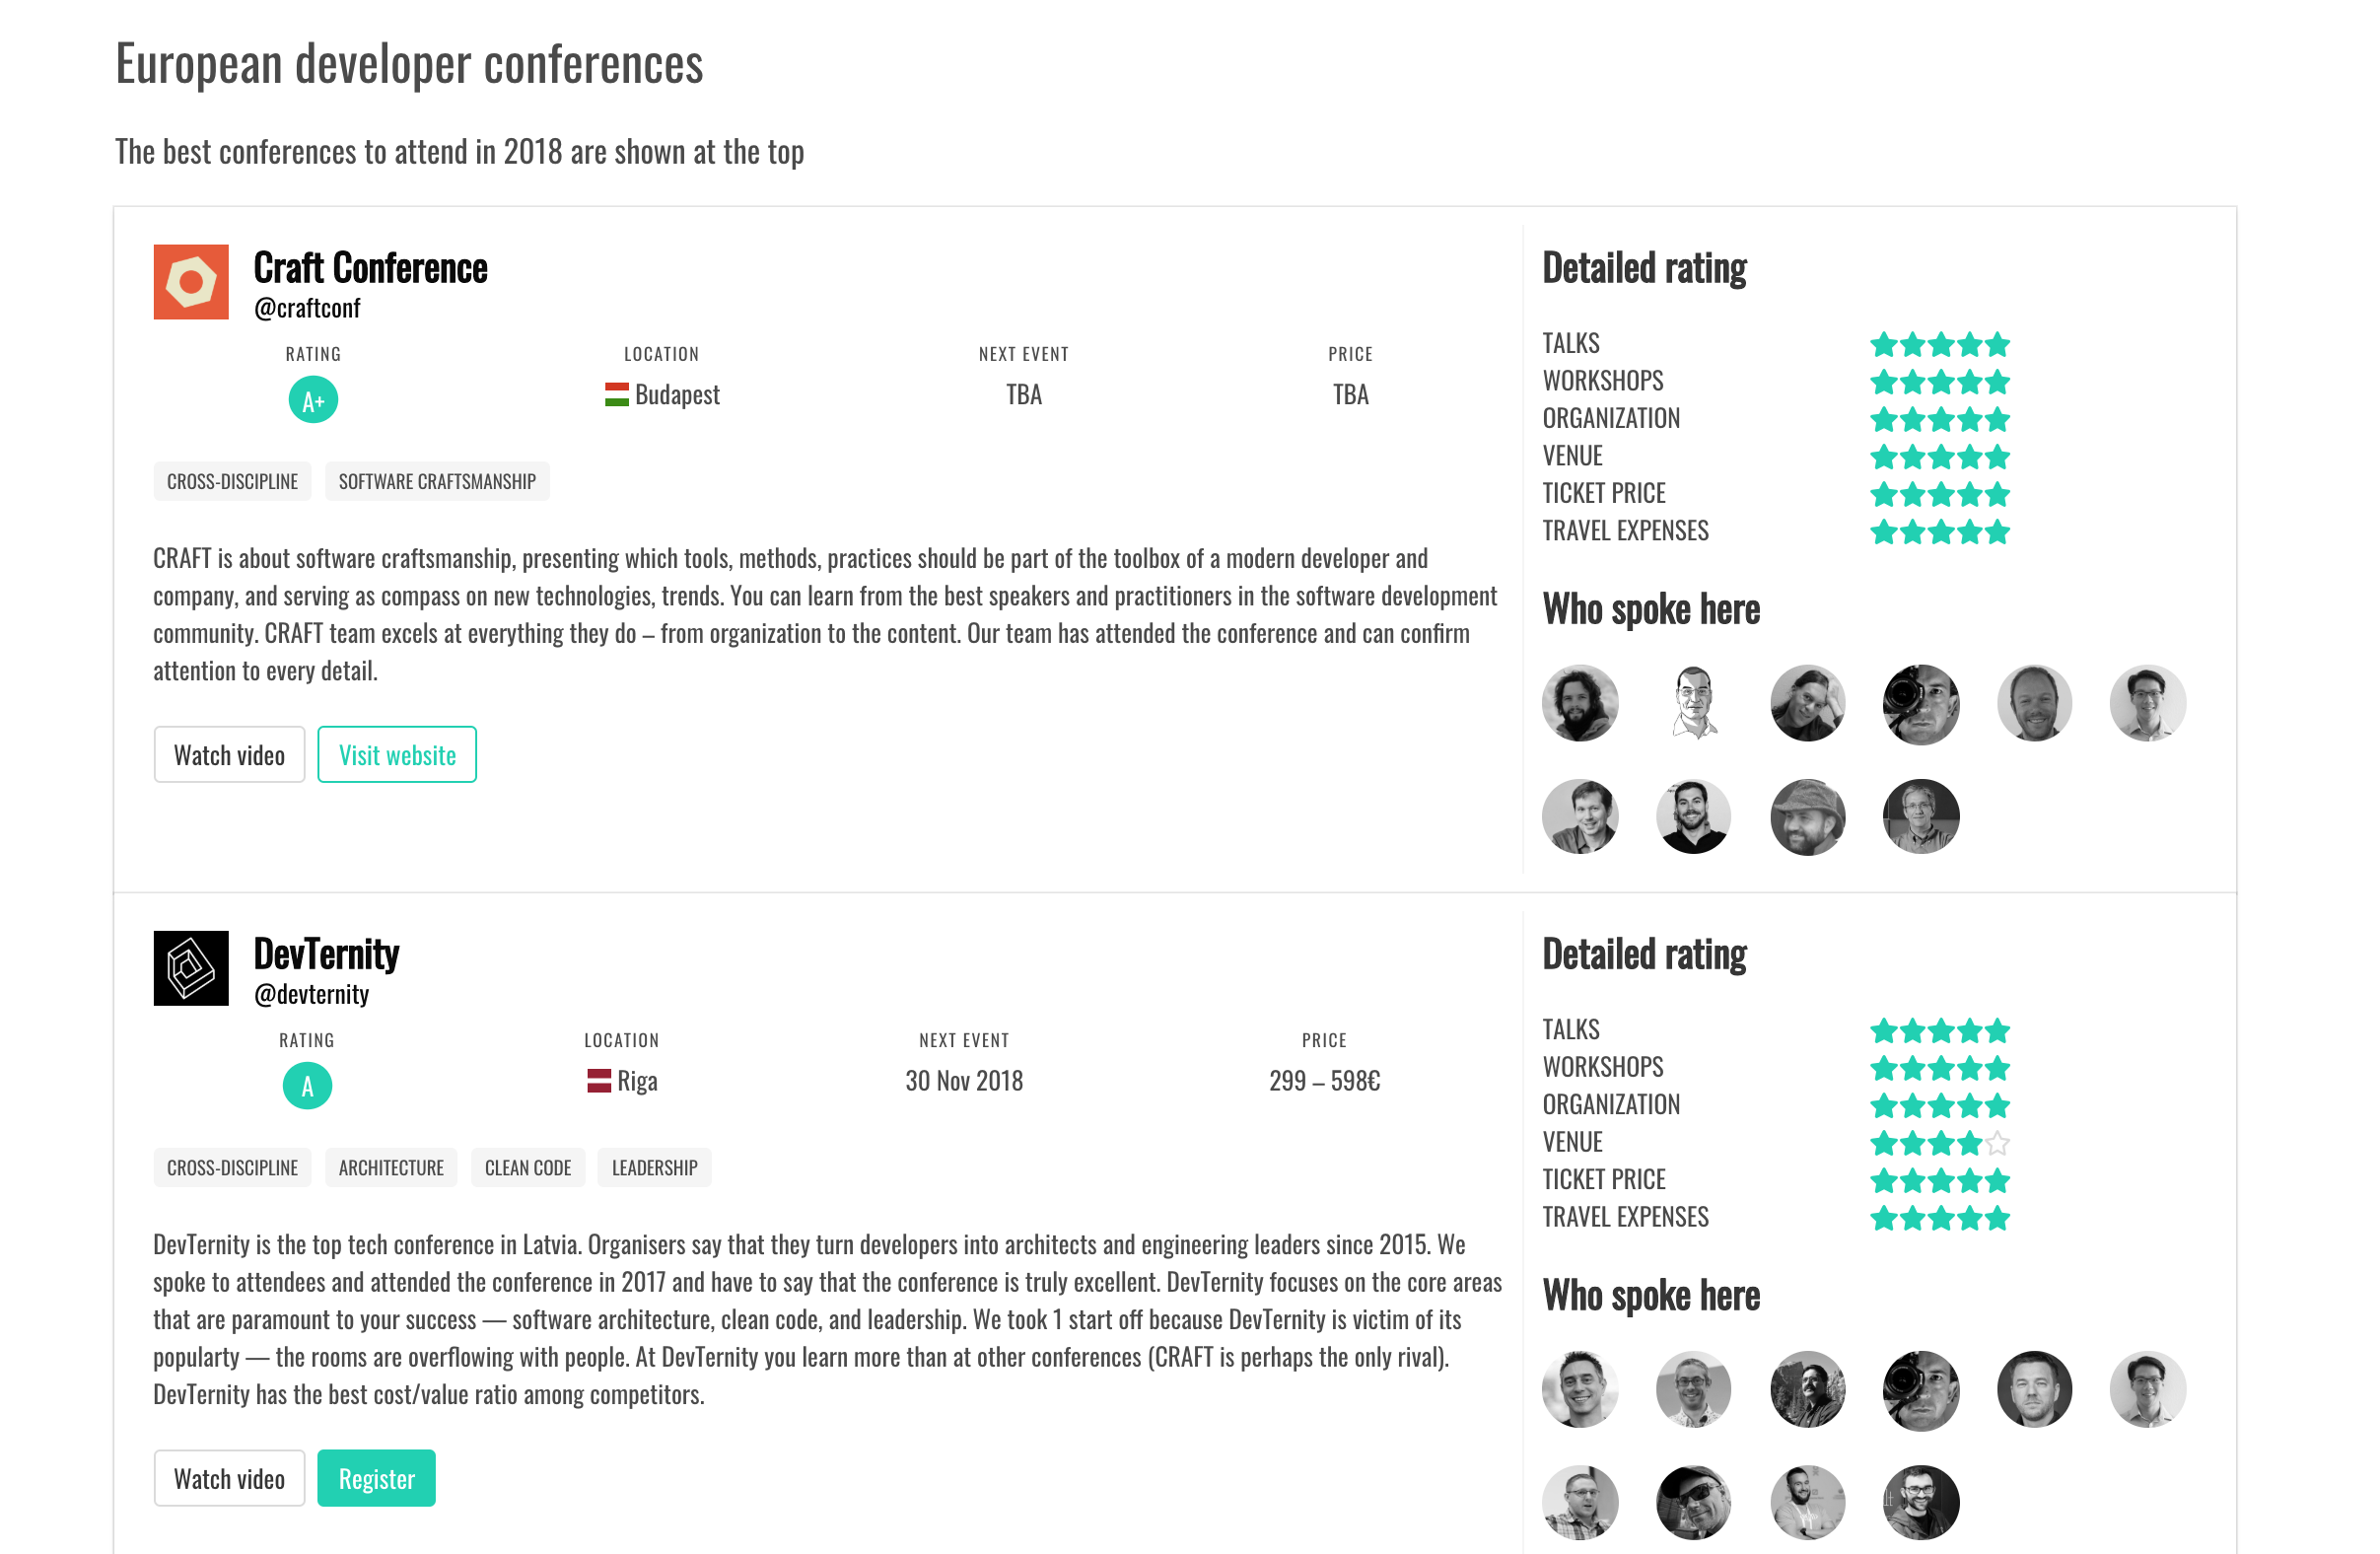 European developer conferences
The best conferences to attend in 2018 are shown at the top
Craft Conference
@craftconf
RATING LOCATION NEXT EVENT PRICE
A+ Budapest TBA TBA
CROSS-DISCIPLINE SOFTWARE CRAFTSMANSHIP
CRAFT is about software craftsmanship, presenting which tools, methods, practices should be part of the toolbox of a modern developer and
company, and serving as compass on new technologies, trends. You can learn from the best speakers and practitioners in the software development
community. CRAFT team excels at everything they do – from organization to the content. Our team has attended the conference and can confirm
attention to every detail.
Watch video Visit website
Detailed rating
TALKS
WORKSHOPS
ORGANIZATION
VENUE
TICKET PRICE
TRAVEL EXPENSES
Who spoke here
DevTernity
@devternity
RATING LOCATION NEXT EVENT PRICE
A Riga 30 Nov 2018 299 – 598€
CROSS-DISCIPLINE ARCHITECTURE CLEAN CODE LEADERSHIP
DevTernity is the top tech conference in Latvia. Organisers say that they turn developers into architects and engineering leaders since 2015. We
spoke to attendees and attended the conference in 2017 and have to say that the conference is truly excellent. DevTernity focuses on the core areas
that are paramount to your success — software architecture, clean code, and leadership. We took 1 start off because DevTernity is victim of its
popularty — the rooms are overflowing with people. At DevTernity you learn more than at other conferences (CRAFT is perhaps the only rival).
DevTernity has the best cost/value ratio among competitors.
Watch video Register
Detailed rating
TALKS
WORKSHOPS
ORGANIZATION
VENUE
TICKET PRICE
TRAVEL EXPENSES
Who spoke here